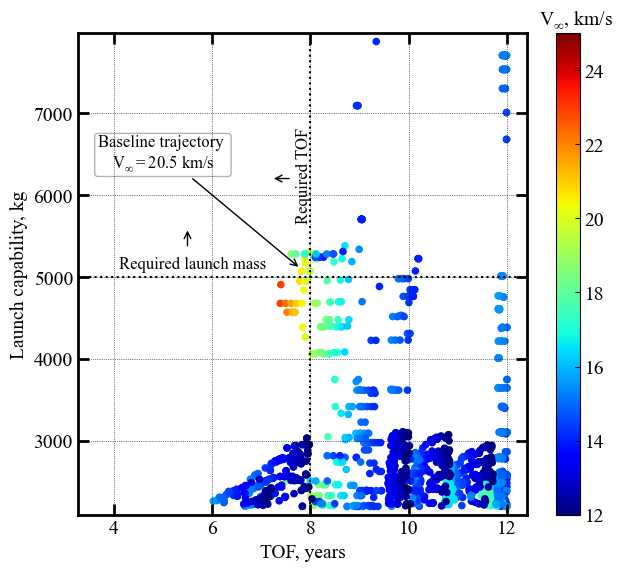 V∞, km/s
Baseline trajectory
V∞ = 20.5 km/s
Required TOF
Required launch mass
Launch capability, kg
7000
6000
5000
4000
3000
4 6 8 10 12
TOF, years
24
22
20
18
16
14
12